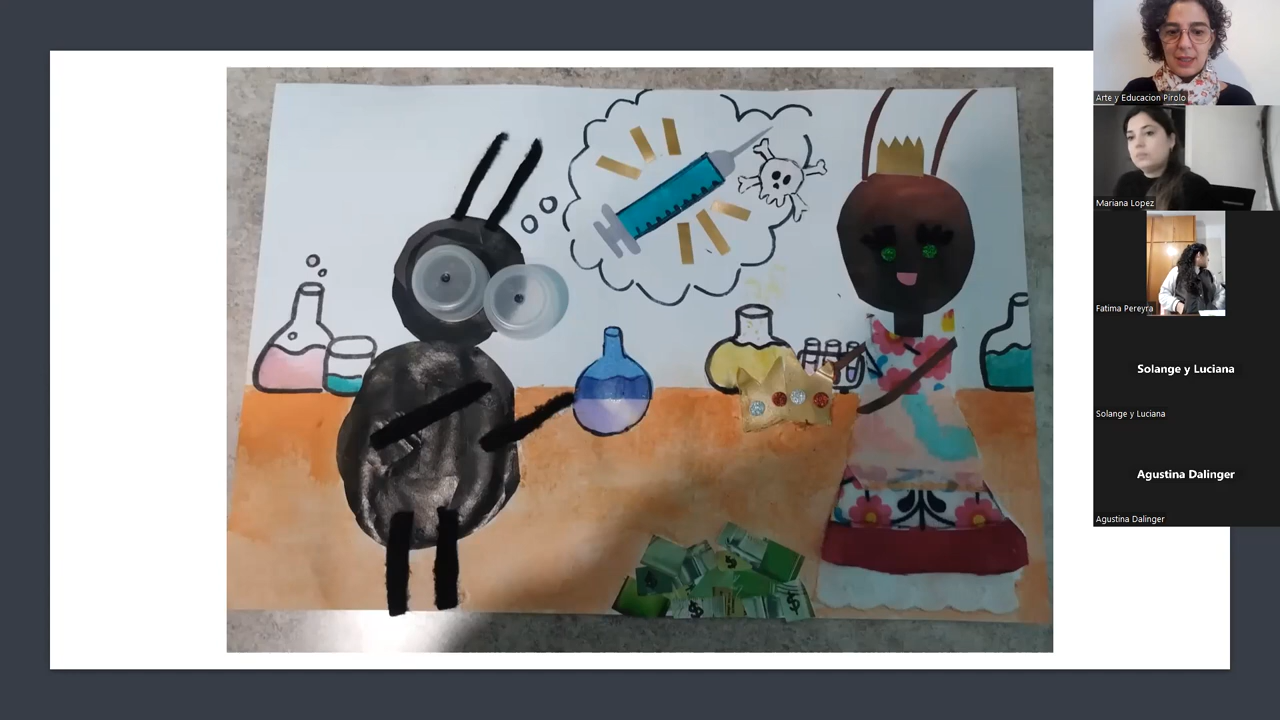 Arte y Educacion Pirolo
Mariana Lopez
Fatima Pereyra
Solange y Luciana
Solange y Luciana
Agustina Dalinger
Agustina Dalinger
$
$
$